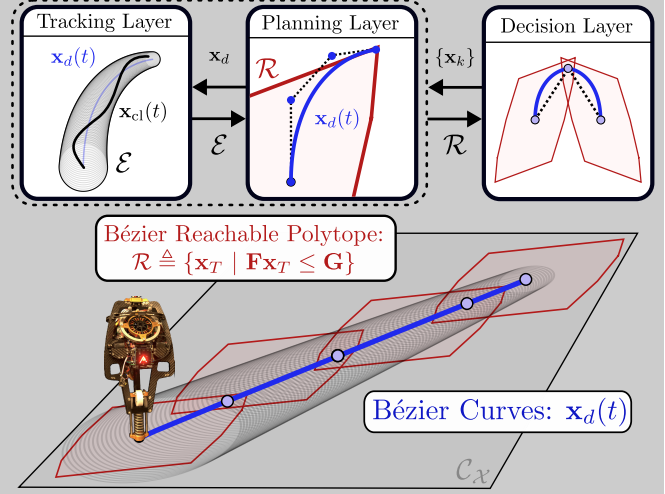 Tracking Layer
Planning Layer
Decision Layer
𝐱_d(t)
𝐱_cl(t)
ℰ
𝐱_d
ℰ
ℛ
𝐱_d(t)
{𝐱_k}
ℛ
Bézier Reachable Polytope:
ℛ ≜ {𝐱_T | 𝐅𝐱_T ≤ 𝐆}
Bézier Curves: 𝐱_d(t)
𝒞_𝒳